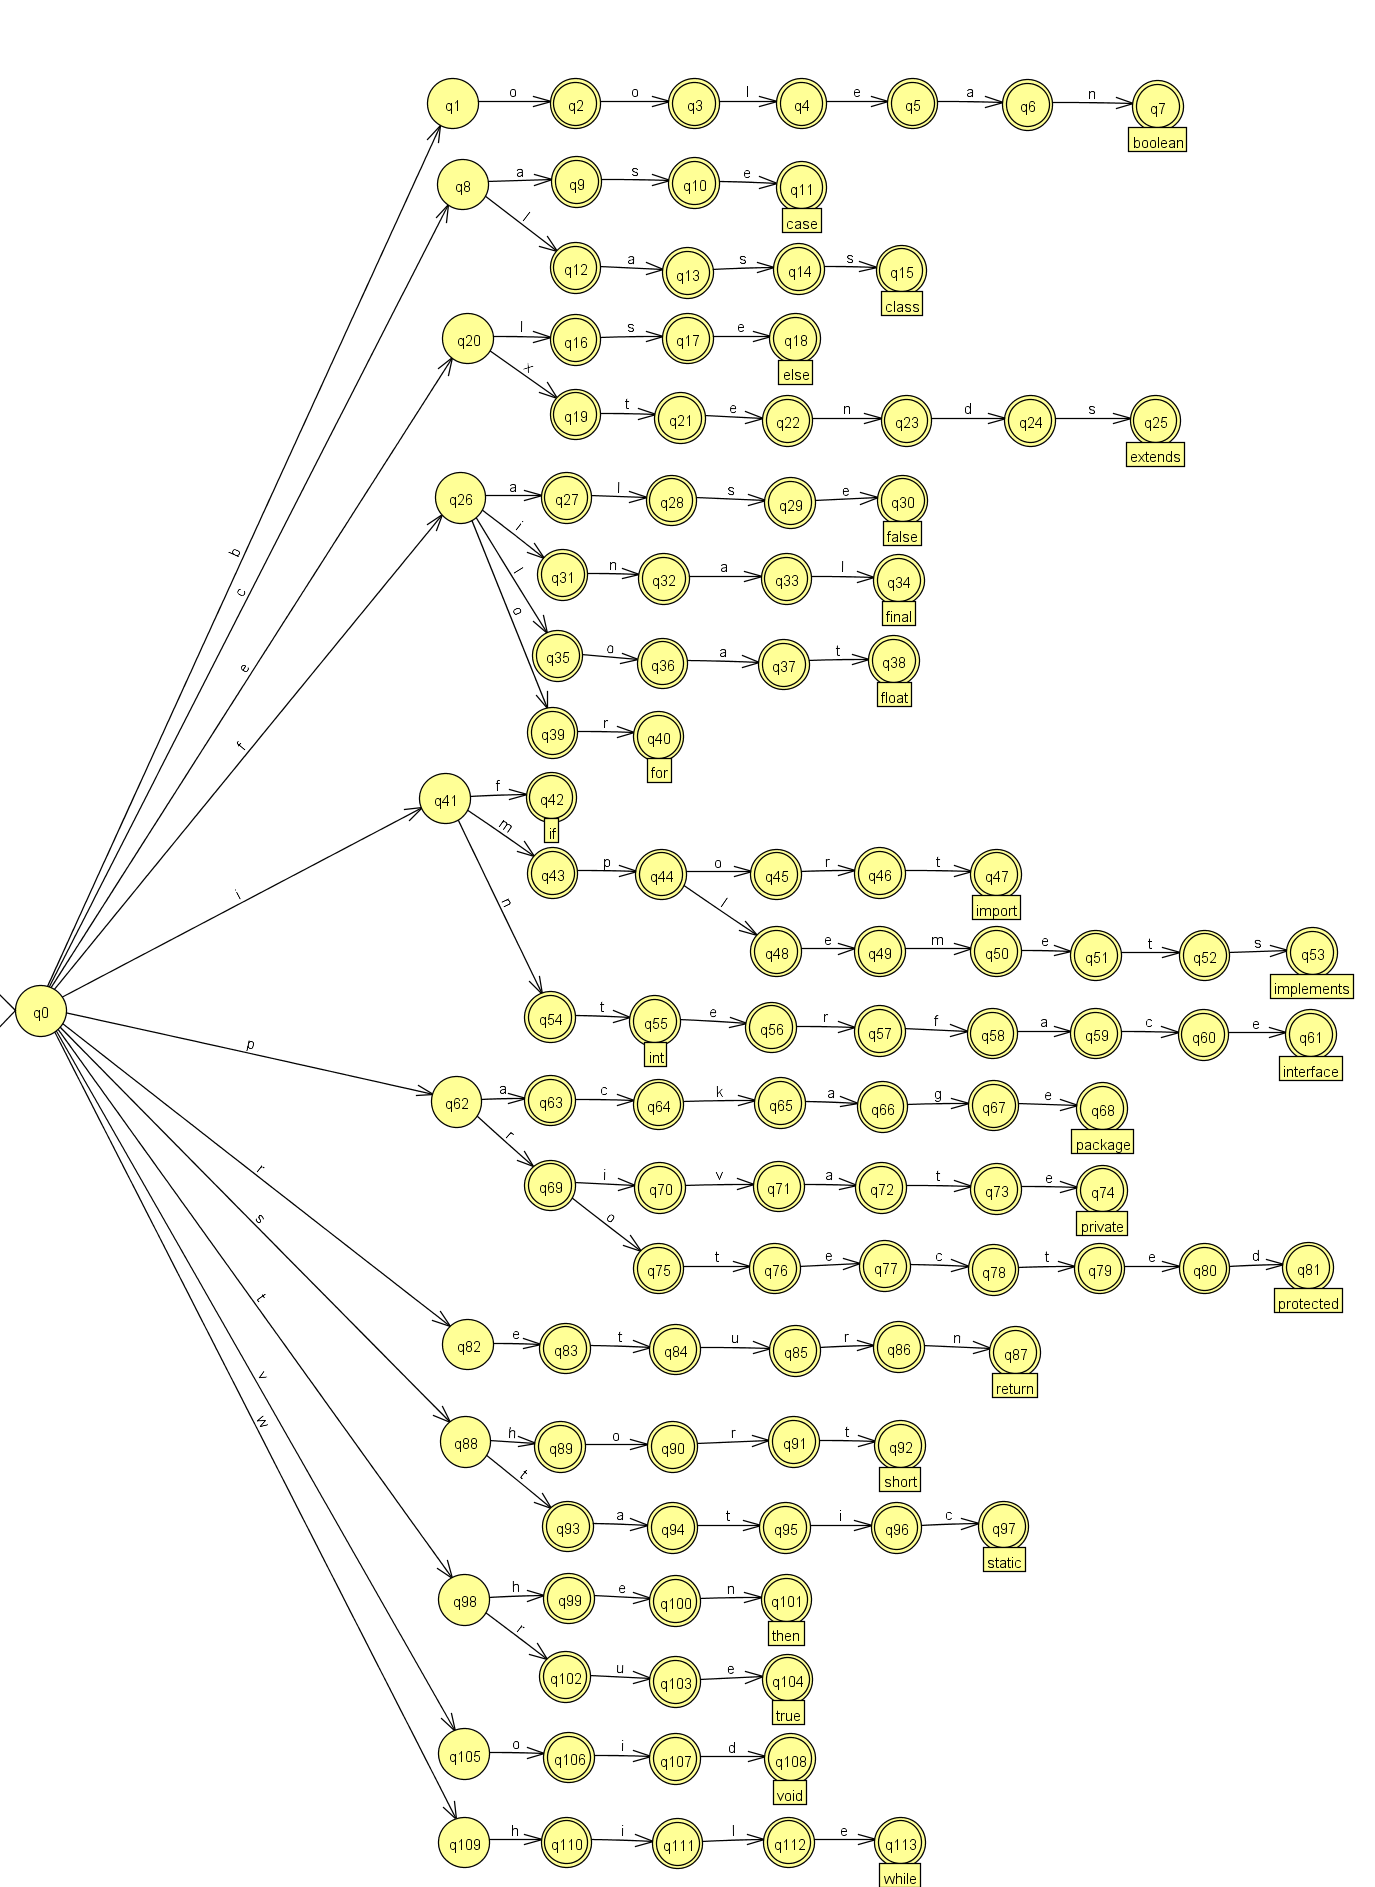 q1 o q2 o q3 l q4 e q5 a q6 n q7
boolean
q8 a q9 s q10 e q11
case
l q12 a q13 s q14 s q15
class
q20 l q16 s q17 e q18
else
x q19 t q21 e q22 n q23 d q24 s q25
extends
q26 a q27 l q28 s q29 e q30
false
b
i q31 n q32 a q33 l q34
c
final
l
o
e q35 o q36 a q37 t q38
float
f
q39 r q40
for
q41 f q42
if
m q43 p q44 o q45 r q46 t q47
import
i
n
l q48 e q49 m q50 e q51 t q52 s q53
implements
q0
q54 t q55 e q56 r q57 f q58 a q59 c q60 e q61
int
interface
p
q62 a q63 c q64 k q65 a q66 g q67 e q68
package
r q69 i q70 v q71 a q72 t q73 e q74
private
r
s
o q75 t q76 e q77 c q78 t q79 e q80 d q81
protected
t
q82 e q83 t q84 u q85 r q86 n q87
return
v
w
q88 h q89 o q90 r q91 t q92
short
t q93 a q94 t q95 i q96 c q97
static
q98 h q99 e q100 n q101
then
r q102 u q103 e q104
true
q105 o q106 i q107 d q108
void
q109 h q110 i q111 l q112 e q113
while